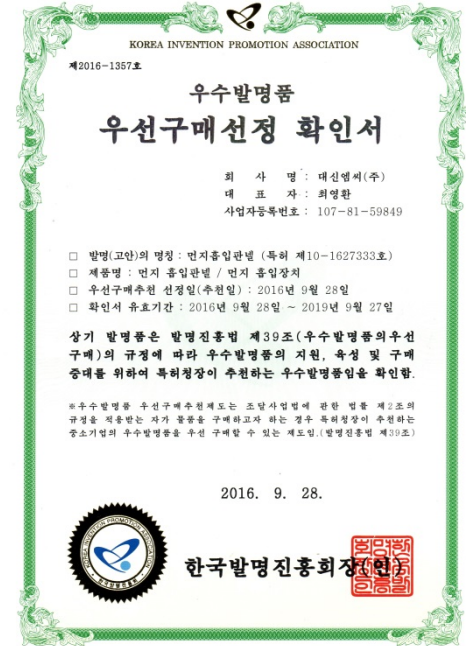 KOREA INVENTION PROMOTION ASSOCIATION
제2016-1357호
우수발명품
우선구매선정 확인서
회 사 명 : 대신엠씨(주)
대 표 자 : 최영환
사업자등록번호 : 107-81-59849
□ 발명(고안)의 명칭 : 먼지흡입판넬 (특허 제10-1627333호)
□ 제품명 : 먼지 흡입판넬 / 먼지 흡입장치
□ 우선구매추천 선정일(추천일) : 2016년 9월 28일
□ 확인서 유효기간 : 2016년 9월 28일 ~ 2019년 9월 27일
상기 발명품은 발명진흥법 제39조(우수발명품의우선
구매)의 규정에 따라 우수발명품의 지원, 육성 및 구매
증대를 위하여 특허청장이 추천하는 우수발명품임을 확인함.
※우수발명품 우선구매추천제도는 조달사업법에 관한 법률 제2조의
규정을 적용받는 자가 물품을 구매하고자 하는 경우 특허청장이 추천하는
중소기업의 우수발명품을 우선 구매할 수 있는 제도임.(발명진흥법 제39조)
2016. 9. 28.
KOREA INVENTION PROMOTION ASSOCIATION
한국발명진흥회
한국발명진흥회장(인)